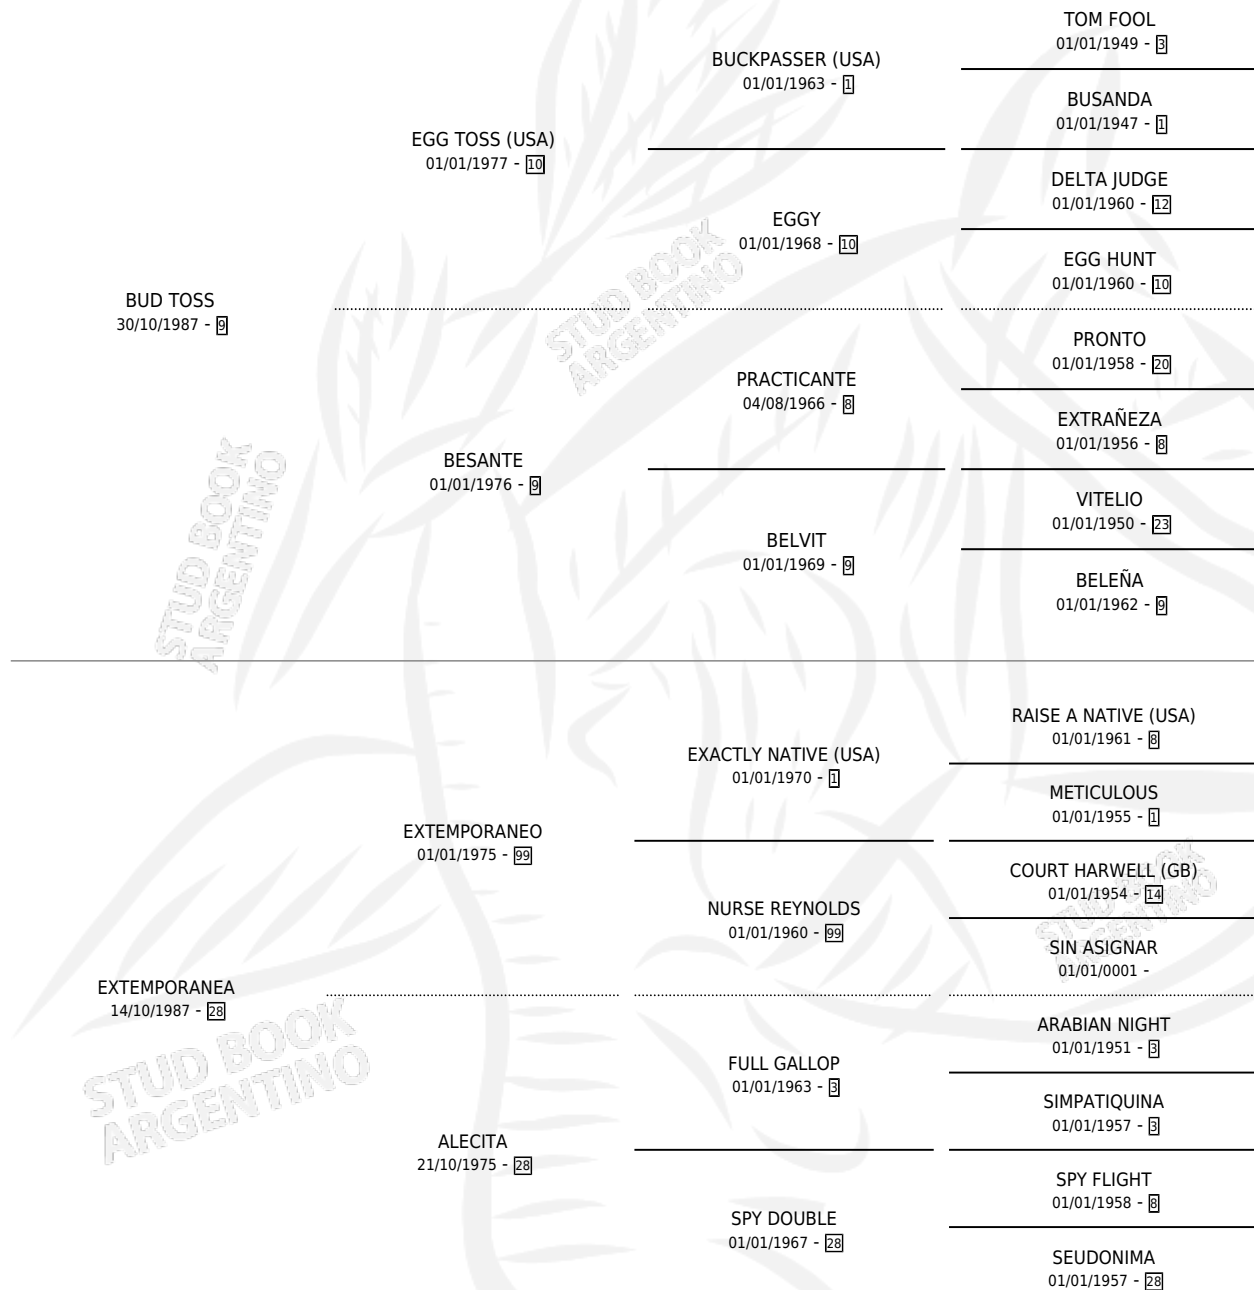 TOM FOOL
01/01/1949 - 3
BUCKPASSER (USA)
01/01/1963 - 1
BUSANDA
01/01/1947 - 1
EGG TOSS (USA)
01/01/1977 - 10
DELTA JUDGE
01/01/1960 - 12
EGGY
01/01/1968 - 10
EGG HUNT
01/01/1960 - 10
BUD TOSS
30/10/1987 - 9
PRONTO
01/01/1958 - 20
PRACTICANTE
04/08/1966 - 8
EXTRAÑEZA
01/01/1956 - 8
BESANTE
01/01/1976 - 9
VITELIO
01/01/1950 - 23
BELVIT
01/01/1969 - 9
BELEÑA
01/01/1962 - 9
RAISE A NATIVE (USA)
01/01/1961 - 8
EXACTLY NATIVE (USA)
01/01/1970 - 1
METICULOUS
01/01/1955 - 1
EXTEMPORANEO
01/01/1975 - 99
COURT HARWELL (GB)
01/01/1954 - 14
NURSE REYNOLDS
01/01/1960 - 99
SIN ASIGNAR
01/01/0001 -
EXTEMPORANEA
14/10/1987 - 28
ARABIAN NIGHT
01/01/1951 - 3
FULL GALLOP
01/01/1963 - 3
SIMPATIQUINA
01/01/1957 - 3
ALECITA
21/10/1975 - 28
SPY FLIGHT
01/01/1958 - 8
SPY DOUBLE
01/01/1967 - 28
SEUDONIMA
01/01/1957 - 28
STUD BOOK
ARGENTINO
STUD BOOK
ARGENTINO
STUD BOOK
ARGENTINO
STUD BOOK
ARGENTINO